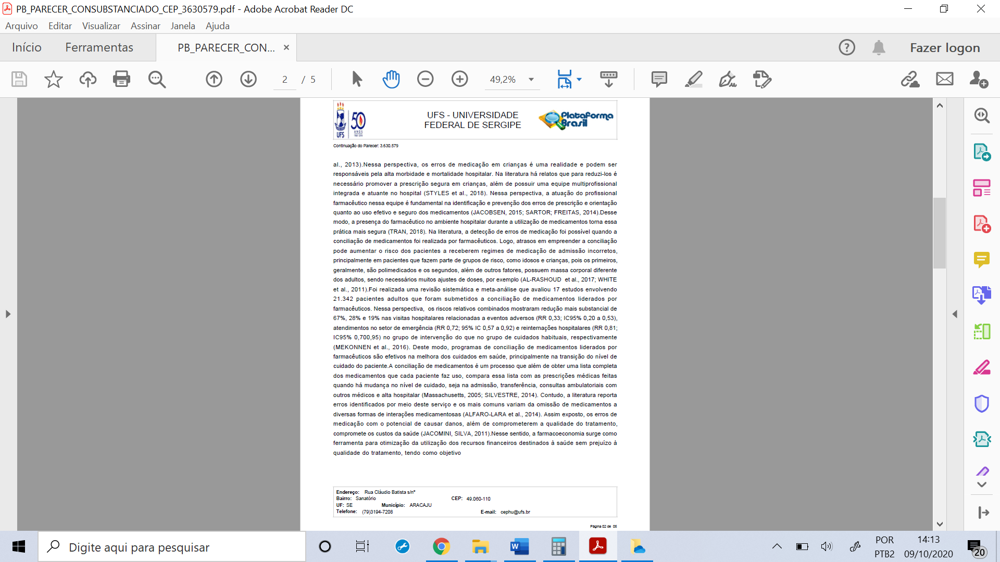 PB_PARECER_CONSUBSTANCIADO_CEP_3630579.pdf - Adobe Acrobat Reader DC
Arquivo Editar Visualizar Assinar Janela Ajuda
Início Ferramentas PB_PARECER_CON... Fazer logon
2 / 5 49,2%
UFS 50 ANOS
UFS - UNIVERSIDADE
FEDERAL DE SERGIPE
Plataforma
Brasil
Continuação do Parecer: 3.630.579
al., 2013).Nessa perspectiva, os erros de medicação em crianças é uma realidade e podem ser
responsáveis pela alta morbidade e mortalidade hospitalar. Na literatura há relatos que para reduzi-los é
necessário promover a prescrição segura em crianças, além de possuir uma equipe multiprofissional
integrada e atuante no hospital (STYLES et al., 2018). Nessa perspectiva, a atuação do profissional
farmacêutico nessa equipe é fundamental na identificação e prevenção dos erros de prescrição e orientação
quanto ao uso efetivo e seguro dos medicamentos (JACOBSEN, 2015; SARTOR; FREITAS, 2014).Desse
modo, a presença do farmacêutico no ambiente hospitalar durante a utilização de medicamentos torna essa
prática mais segura (TRAN, 2018). Na literatura, a detecção de erros de medicação foi possível quando a
conciliação de medicamentos foi realizada por farmacêuticos. Logo, atrasos em empreender a conciliação
pode aumentar o risco dos pacientes a receberem regimes de medicação de admissão incorretos,
principalmente em pacientes que fazem parte de grupos de risco, como idosos e crianças, pois os primeiros,
geralmente, são polimedicados e os segundos, além de outros fatores, possuem massa corporal diferente
dos adultos, sendo necessários muitos ajustes de doses, por exemplo (AL-RASHOUD et al., 2017; WHITE
et al., 2011).Foi realizada uma revisão sistemática e meta-análise que avaliou 17 estudos envolvendo
21.342 pacientes adultos que foram submetidos a conciliação de medicamentos liderados por
farmacêuticos. Nessa perspectiva, os riscos relativos combinados mostraram redução mais substancial de
67%, 28% e 19% nas visitas hospitalares relacionadas a eventos adversos (RR 0,33; IC95% 0,20 a 0,53),
atendimentos no setor de emergência (RR 0,72; 95% IC 0,57 a 0,92) e reinternações hospitalares (RR 0,81;
IC95% 0,700,95) no grupo de intervenção do que no grupo de cuidados habituais, respectivamente
(MEKONNEN et al., 2016). Deste modo, programas de conciliação de medicamentos liderados por
farmacêuticos são efetivos na melhora dos cuidados em saúde, principalmente na transição do nível de
cuidado do paciente.A conciliação de medicamentos é um processo que além de obter uma lista completa
dos medicamentos que cada paciente faz uso, compara essa lista com as prescrições médicas feitas
quando há mudança no nível de cuidado, seja na admissão, transferência, consultas ambulatoriais com
outros médicos e alta hospitalar (Massachusetts, 2005; SILVESTRE, 2014). Contudo, a literatura reporta
erros identificados por meio deste serviço e os mais comuns variam da omissão de medicamentos a
diversas formas de interações medicamentosas (ALFARO-LARA et al., 2014). Assim exposto, os erros de
medicação com o potencial de causar danos, além de comprometerem a qualidade do tratamento,
compromete os custos da saúde (JACOMINI, SILVA, 2011).Nesse sentido, a farmacoeconomia surge como
ferramenta para otimização da utilização dos recursos financeiros destinados à saúde sem prejuízo à
qualidade do tratamento, tendo como objetivo
Endereço: Rua Cláudio Batista s/nº
Bairro: Sanatório CEP: 49.060-110
UF: SE Município: ARACAJU
Telefone: (79)3194-7208 E-mail: cephu@ufs.br
Página 02 de 05
Digite aqui para pesquisar
POR 14:13
PTB2 09/10/2020 20